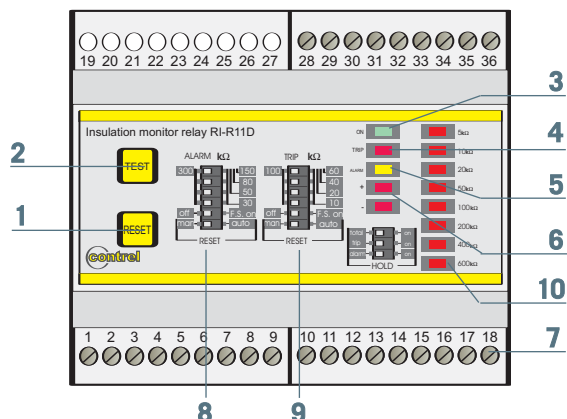 19 20 21 22 23 24 25 26 27 28 29 30 31 32 33 34 35 36
Insulation monitor relay RI-R11D
2
TEST
1
RESET
contrel
ALARM kΩ
300 150
80
50
30
off F.S. on
man auto
RESET
TRIP kΩ
100 60
40
20
10
off F.S. on
man auto
RESET
3
ON
4
TRIP
5
ALARM
6
+
-
total on
trip on
alarm on
HOLD
5kΩ
10kΩ
20kΩ
50kΩ
100kΩ
200kΩ
400kΩ
600kΩ
10
1 2 3 4 5 6 7 8 9 10 11 12 13 14 15 16 17 18
7
8 9